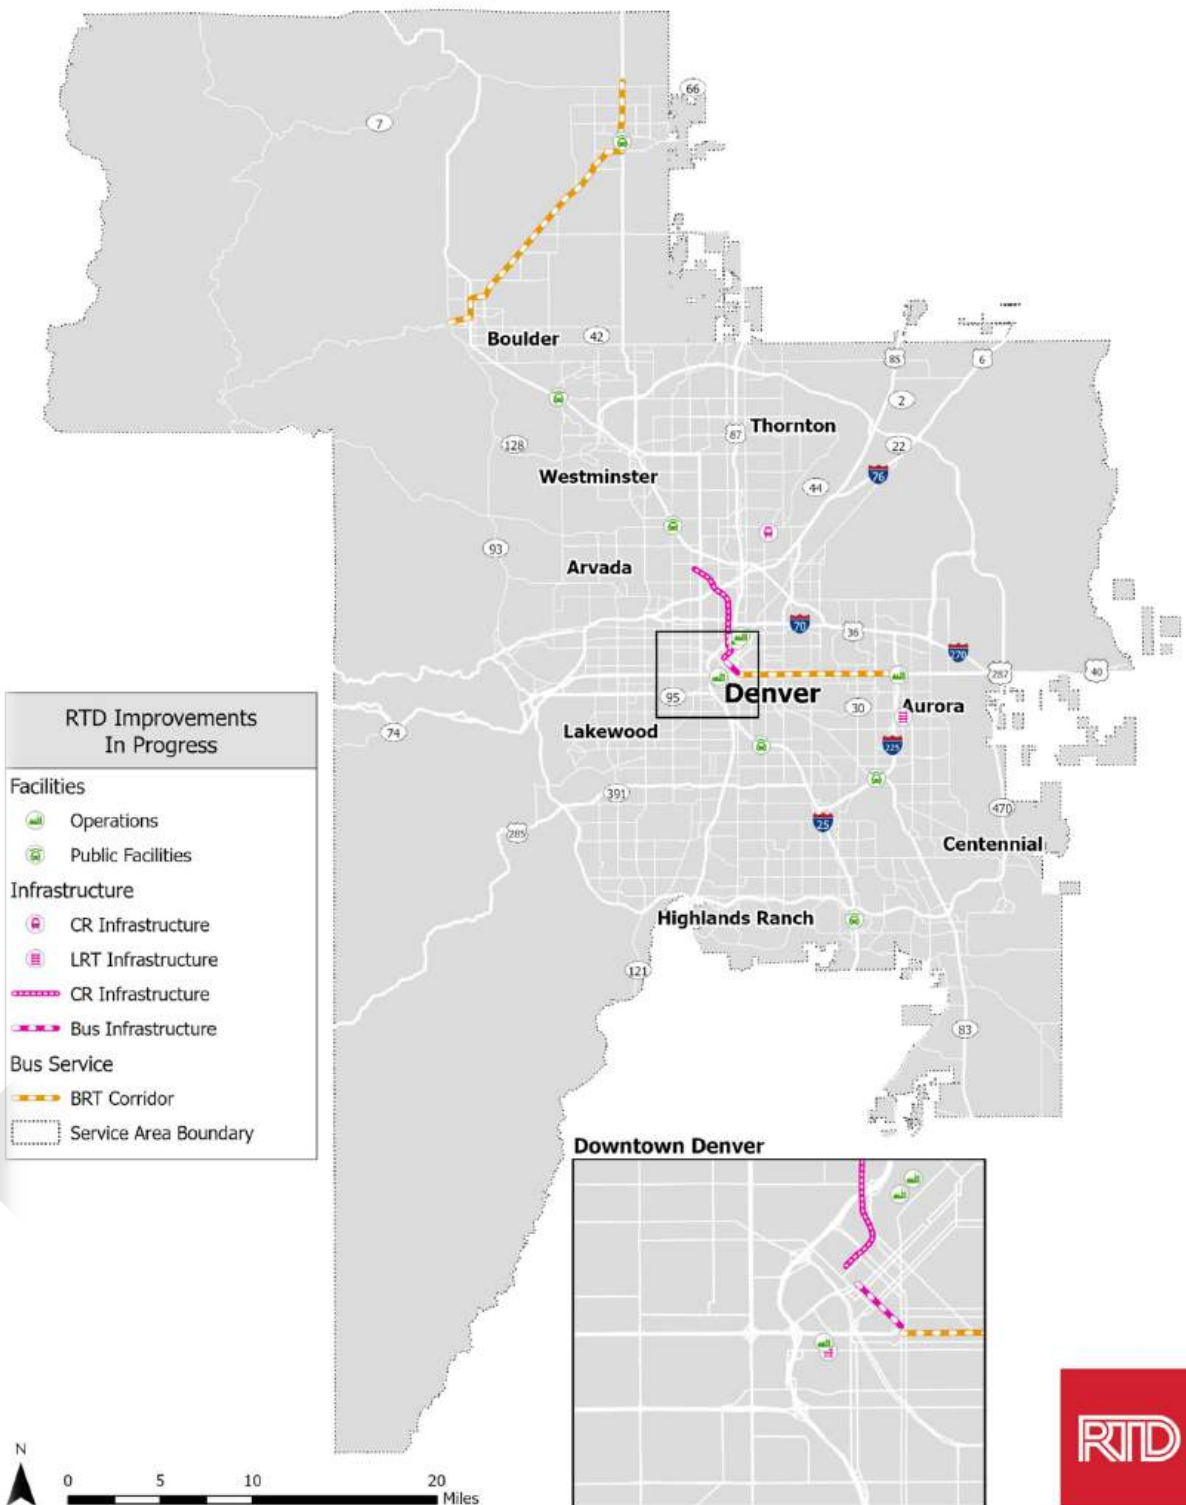 66
7
Boulder
42
85
6
2
Thornton
87
128
22
Westminster
76
44
93
Arvada
70
36
270
95
Denver
287
40
30
Aurora
74
Lakewood
225
391
285
25
470
Centennial
Highlands Ranch
121
83
RTD Improvements
In Progress
Facilities
Operations
Public Facilities
Infrastructure
CR Infrastructure
LRT Infrastructure
CR Infrastructure
Bus Infrastructure
Bus Service
BRT Corridor
Service Area Boundary
Downtown Denver
N
0 5 10 20
Miles
RTD